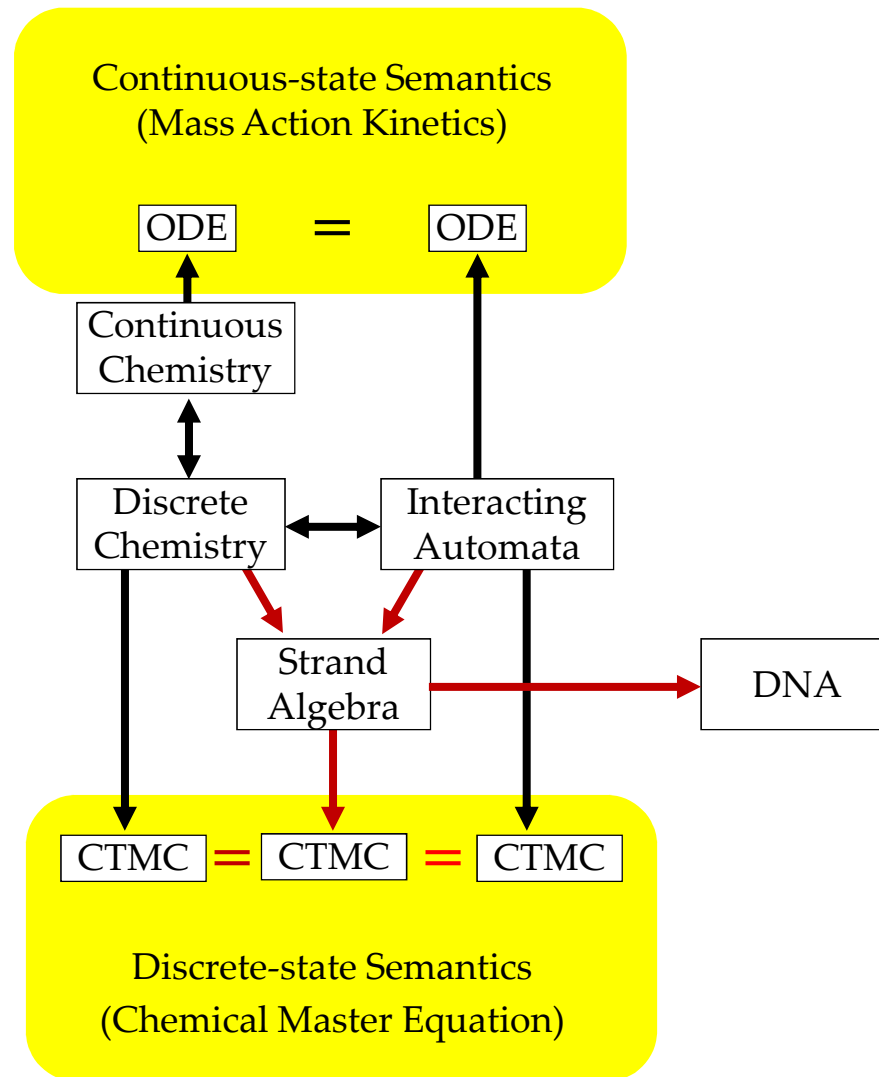 Continuous-state Semantics
(Mass Action Kinetics)
ODE = ODE
Continuous
Chemistry
Discrete
Chemistry
Interacting
Automata
Strand
Algebra
DNA
CTMC = CTMC = CTMC
Discrete-state Semantics
(Chemical Master Equation)